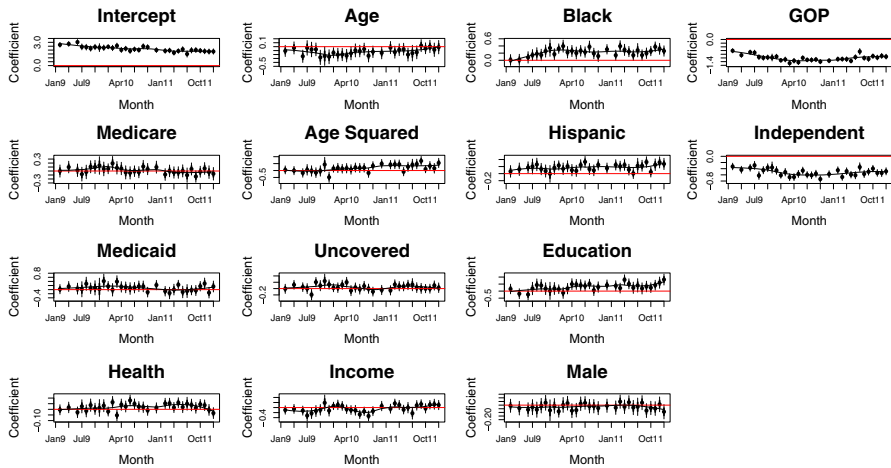 Intercept Age Black GOP
Coefficient 0.0 3.0 Coefficient -0.5 0.1 Coefficient 0.0 0.6 Coefficient -1.4 0.0
Jan9 Jul9 Apr10 Jan11 Oct11 Jan9 Jul9 Apr10 Jan11 Oct11 Jan9 Jul9 Apr10 Jan11 Oct11 Jan9 Jul9 Apr10 Jan11 Oct11
Month Month Month Month
Medicare Age Squared Hispanic Independent
Coefficient -0.3 0.3 Coefficient -0.5 Coefficient -0.2 Coefficient -0.8 0.0
Jan9 Jul9 Apr10 Jan11 Oct11 Jan9 Jul9 Apr10 Jan11 Oct11 Jan9 Jul9 Apr10 Jan11 Oct11 Jan9 Jul9 Apr10 Jan11 Oct11
Month Month Month Month
Medicaid Uncovered Education
Coefficient -0.4 0.8 Coefficient -0.2 Coefficient -0.5
Jan9 Jul9 Apr10 Jan11 Oct11 Jan9 Jul9 Apr10 Jan11 Oct11 Jan9 Jul9 Apr10 Jan11 Oct11
Month Month Month
Health Income Male
Coefficient -0.10 Coefficient -0.4 Coefficient -0.20
Jan9 Jul9 Apr10 Jan11 Oct11 Jan9 Jul9 Apr10 Jan11 Oct11 Jan9 Jul9 Apr10 Jan11 Oct11
Month Month Month